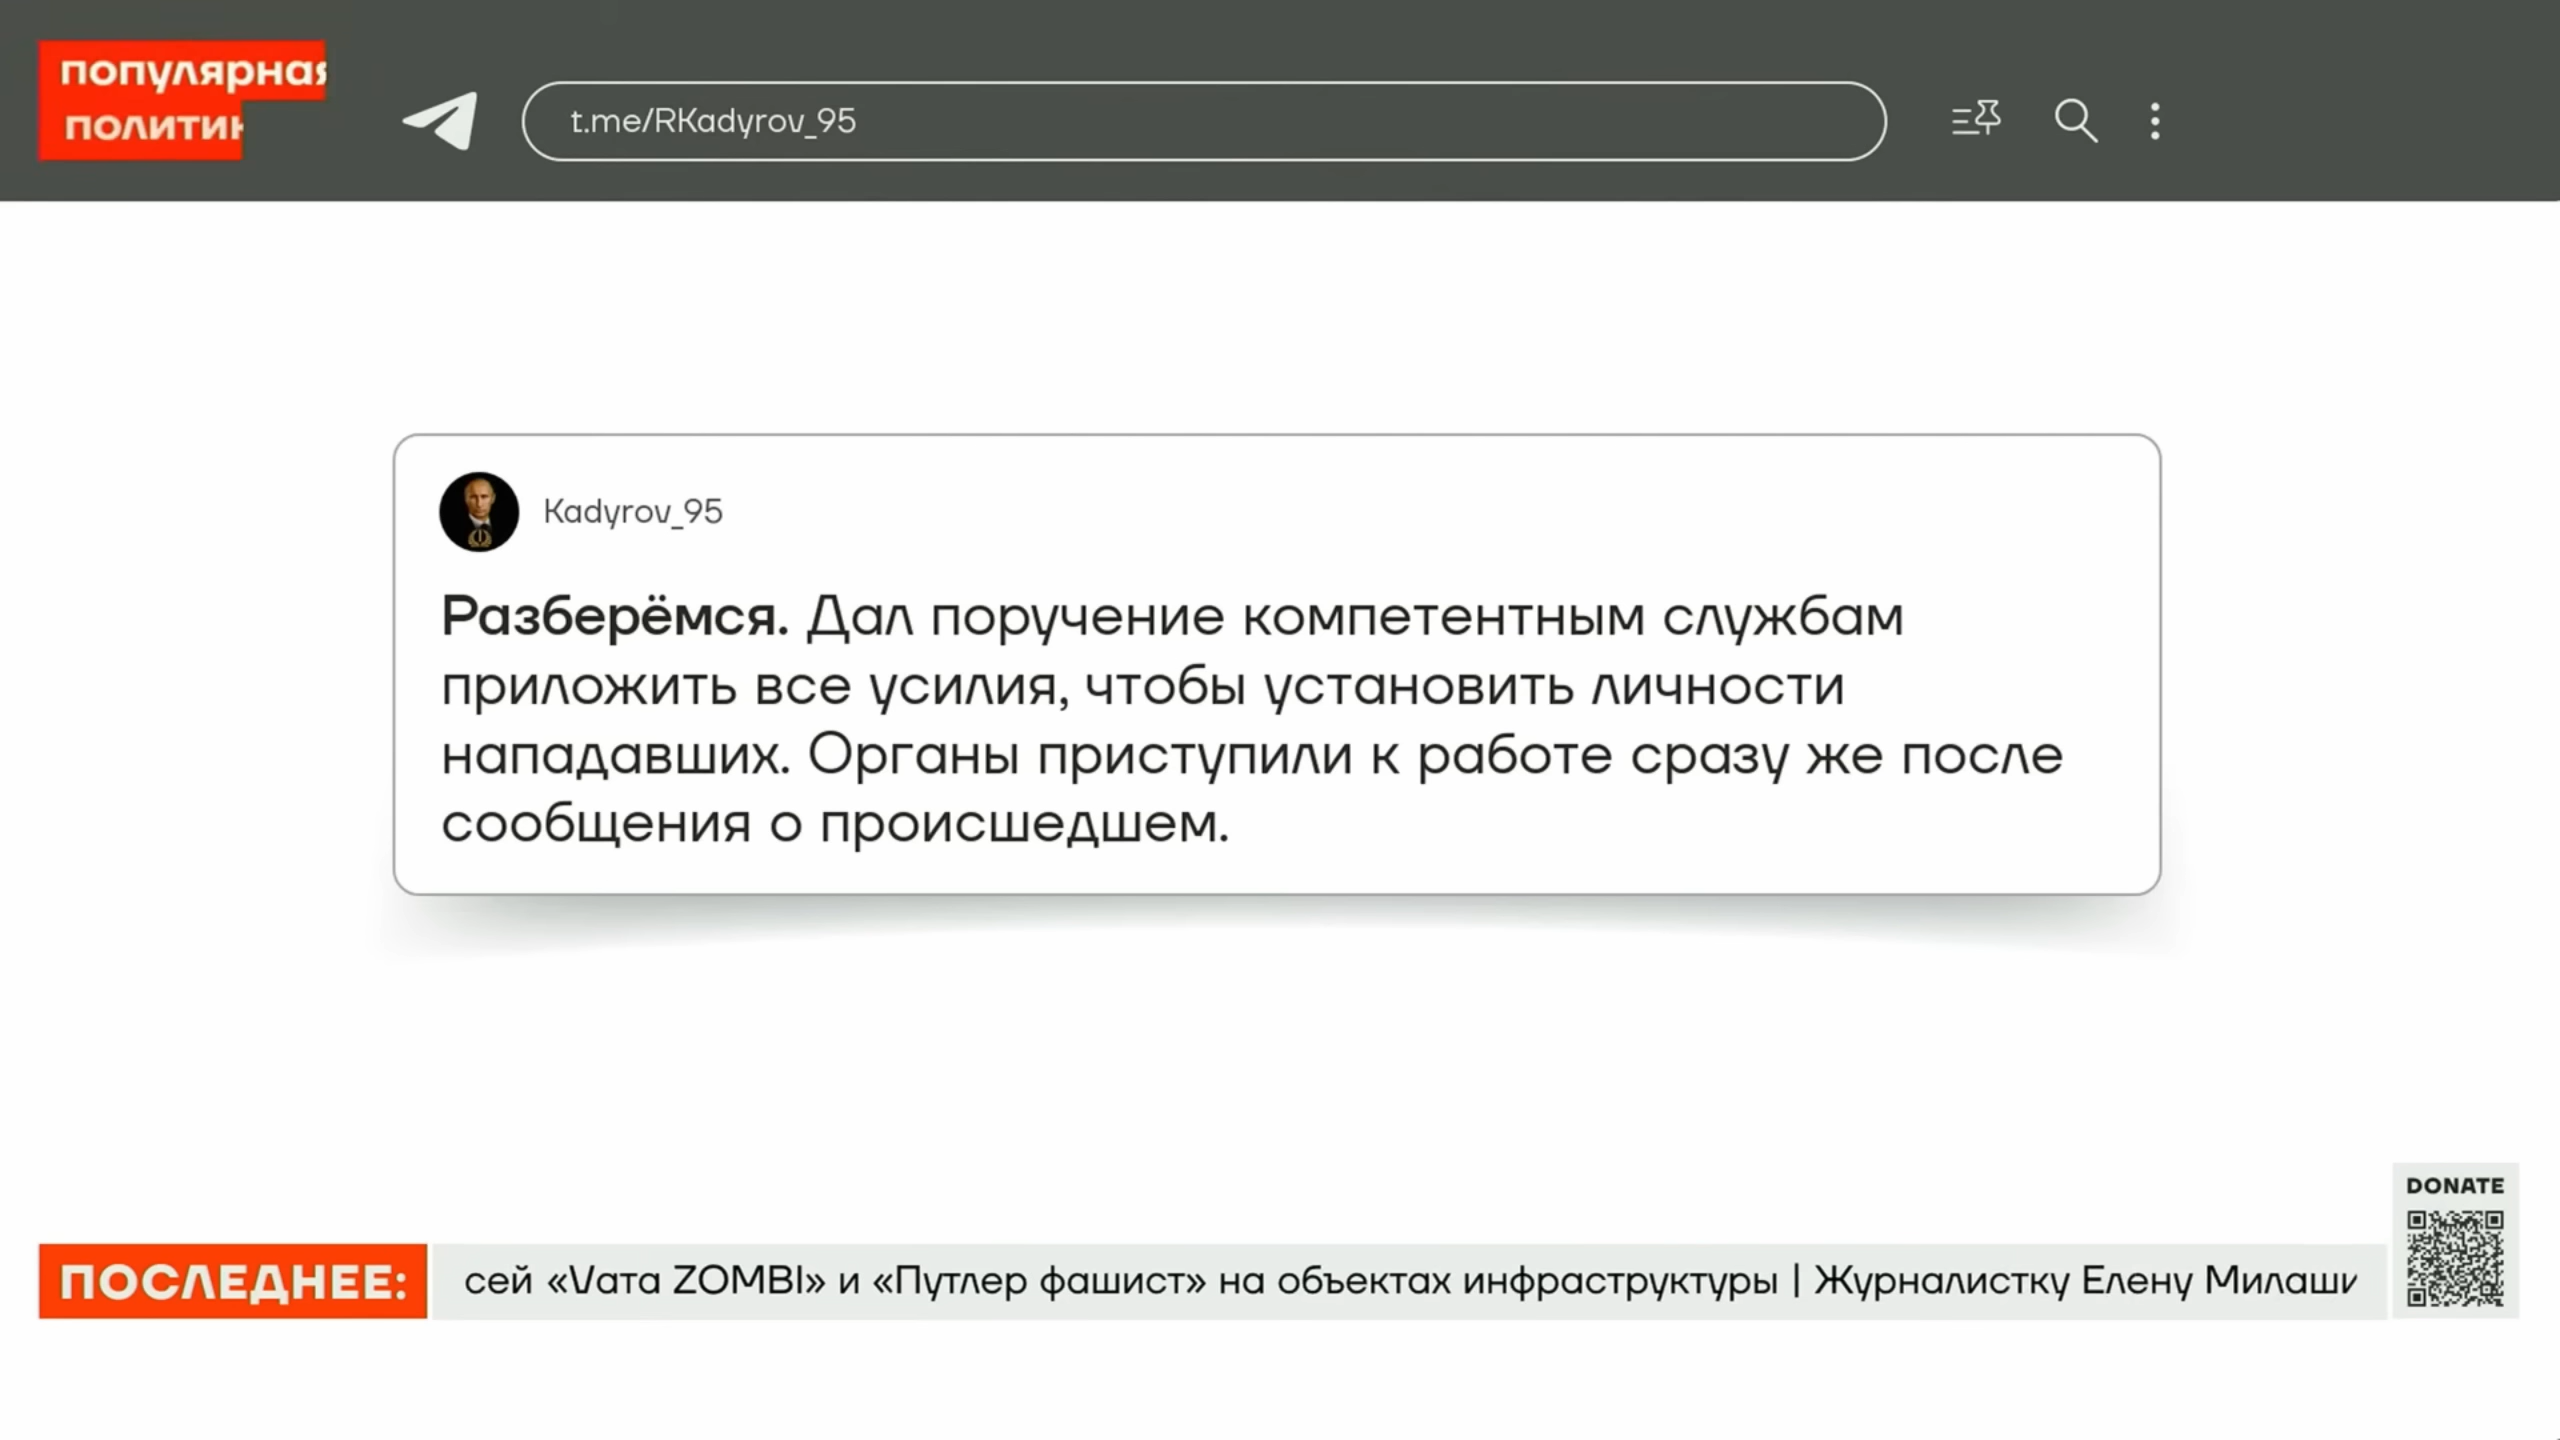 популярная
политик
t.me/RKadyrov_95
Kadyrov_95
Разберёмся. Дал поручение компетентным службам
приложить все усилия, чтобы установить личности
нападавших. Органы приступили к работе сразу же после
сообщения о происшедшем.
DONATE
ПОСЛЕДНЕЕ:
сей «Vата ZOMBI» и «Путлер фашист» на объектах инфраструктуры | Журналистку Елену Милаши